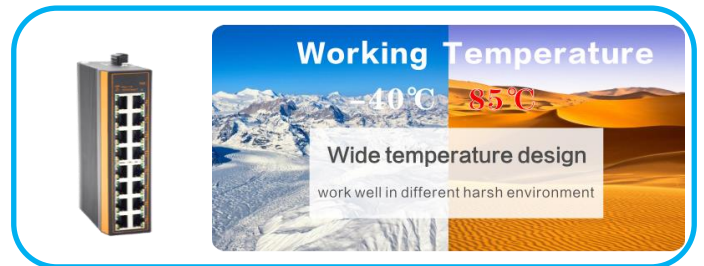 Working Temperature
-40℃ 85℃
Wide temperature design
work well in different harsh environment